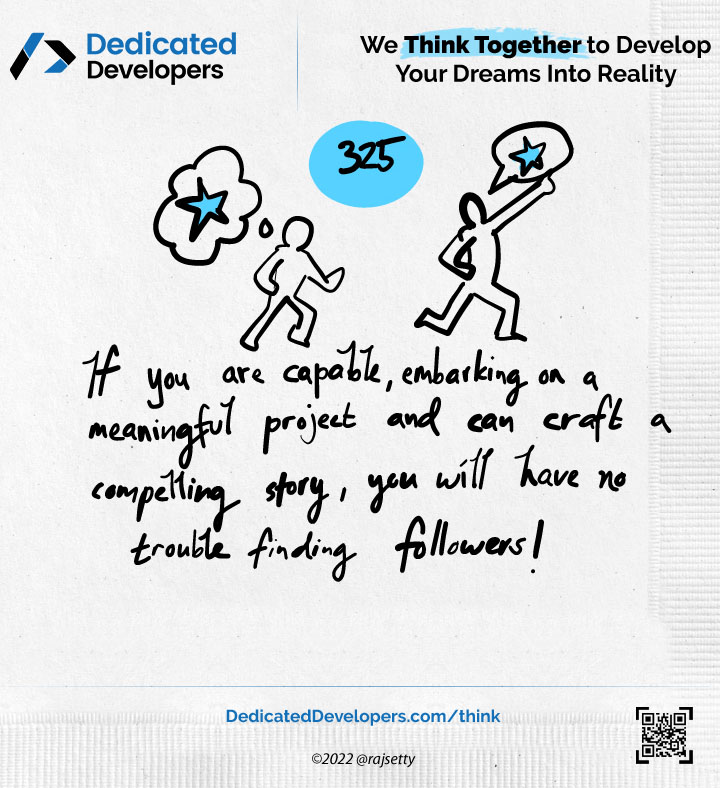 Dedicated
Developers
We Think Together to Develop
Your Dreams Into Reality
325
If you are capable, embarking on a
meaningful project and can craft a
compelling story, you will have no
trouble finding followers!
DedicatedDevelopers.com/think
©2022 @rajsetty